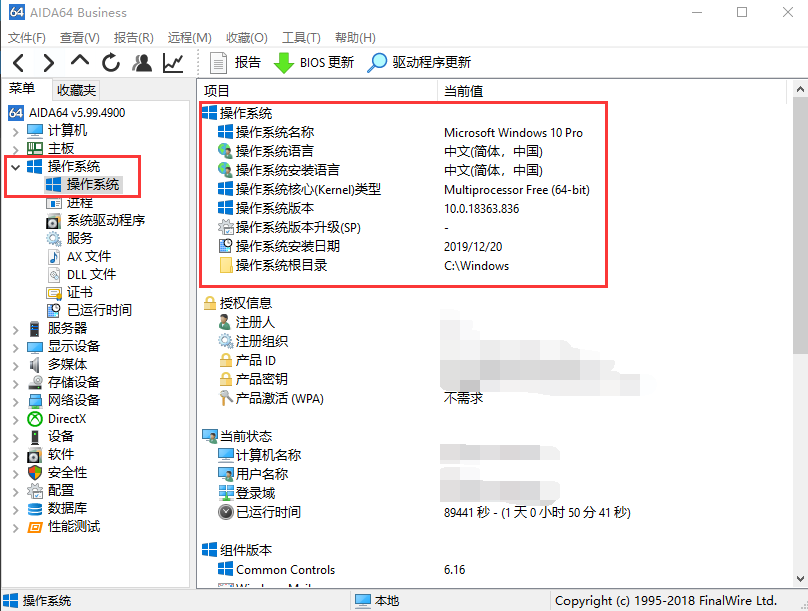 64 AIDA64 Business
文件(F) 查看(V) 报告(R) 远程(M) 收藏(O) 工具(T) 帮助(H)
报告 BIOS 更新 驱动程序更新
菜单 收藏夹
64 AIDA64 v5.99.4900
计算机
主板
操作系统
操作系统
进程
系统驱动程序
服务
AX 文件
DLL 文件
证书
已运行时间
服务器
显示设备
多媒体
存储设备
网络设备
DirectX
设备
软件
安全性
配置
数据库
性能测试
项目 当前值
操作系统
操作系统名称 Microsoft Windows 10 Pro
操作系统语言 中文(简体，中国)
操作系统安装语言 中文(简体，中国)
操作系统核心(Kernel)类型 Multiprocessor Free (64-bit)
操作系统版本 10.0.18363.836
操作系统版本升级(SP) -
操作系统安装日期 2019/12/20
操作系统根目录 C:\Windows
授权信息
注册人
注册组织
产品 ID
产品密钥
产品激活 (WPA) 不需求
当前状态
计算机名称
用户名称
登录域
已运行时间 89441 秒 - (1 天 0 小时 50 分 41 秒)
组件版本
Common Controls 6.16
操作系统 本地 Copyright (c) 1995-2018 FinalWire Ltd.